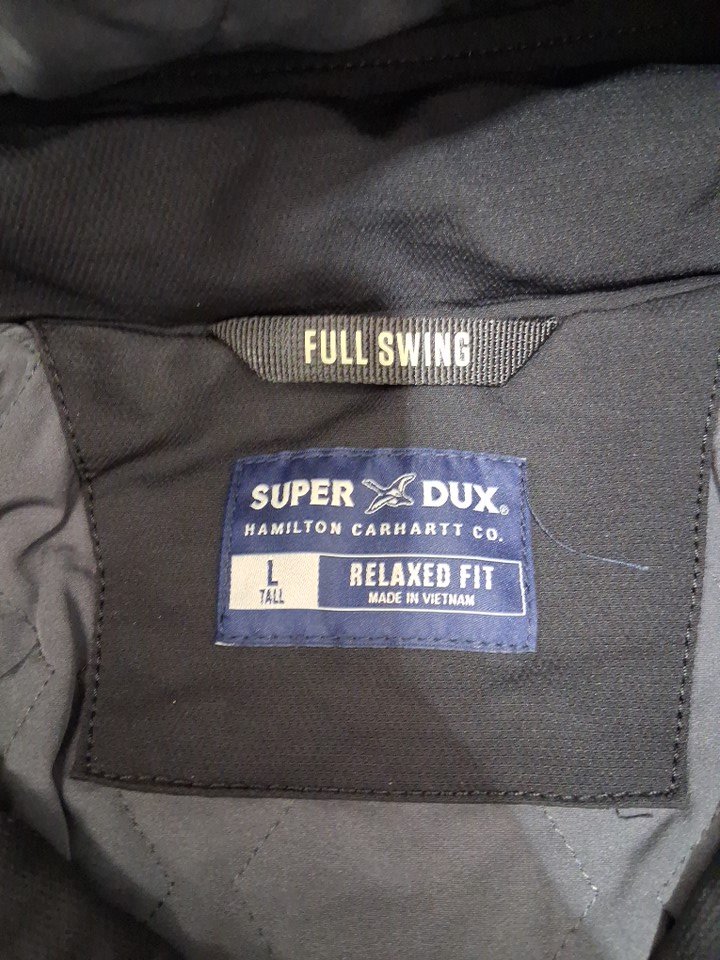 FULL SWING
SUPER DUX®
HAMILTON CARHARTT CO.
L
TALL
RELAXED FIT
MADE IN VIETNAM